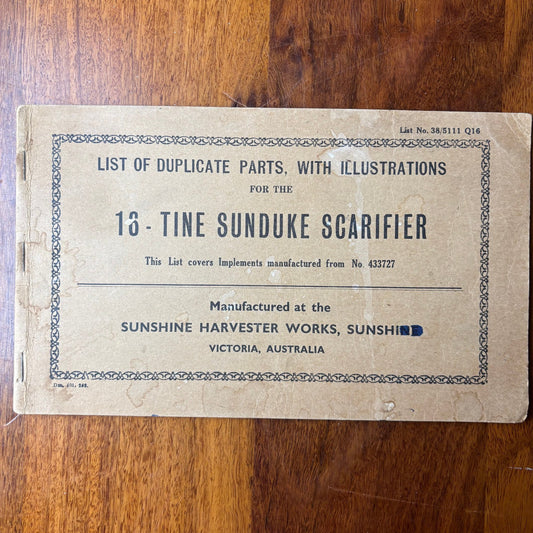 List No. 38/5111 Q16
LIST OF DUPLICATE PARTS, WITH ILLUSTRATIONS
FOR THE
- TINE SUNDUKE SCARIFIER
This List covers Implements manufactured from No. 433727
Manufactured at the
SUNSHINE HARVESTER WORKS,
VICTORIA, AUSTRALIA